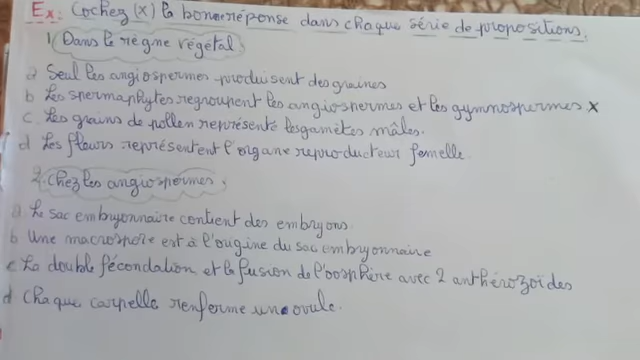 Ex: Cochez (x) la bonne réponse dans chaque série de propositions.
1 Dans le règne végétal
a Seul les angiospermes produisent des graines
b Les spermaphytes regroupent les angiospermes et les gymnospermes x
c. Les grains de pollen représenté les gamètes mâles.
d Les fleurs représentent l'organe reproducteur femelle
2. Chez les angiospermes,
a Le sac embryonnaire contient des embryons
b Une macrospore est à l'origine du sac embryonnaire
c La double fécondation et la fusion de l'oosphère avec 2 anthérozoïdes
d Chaque carpelle renferme un ovule.